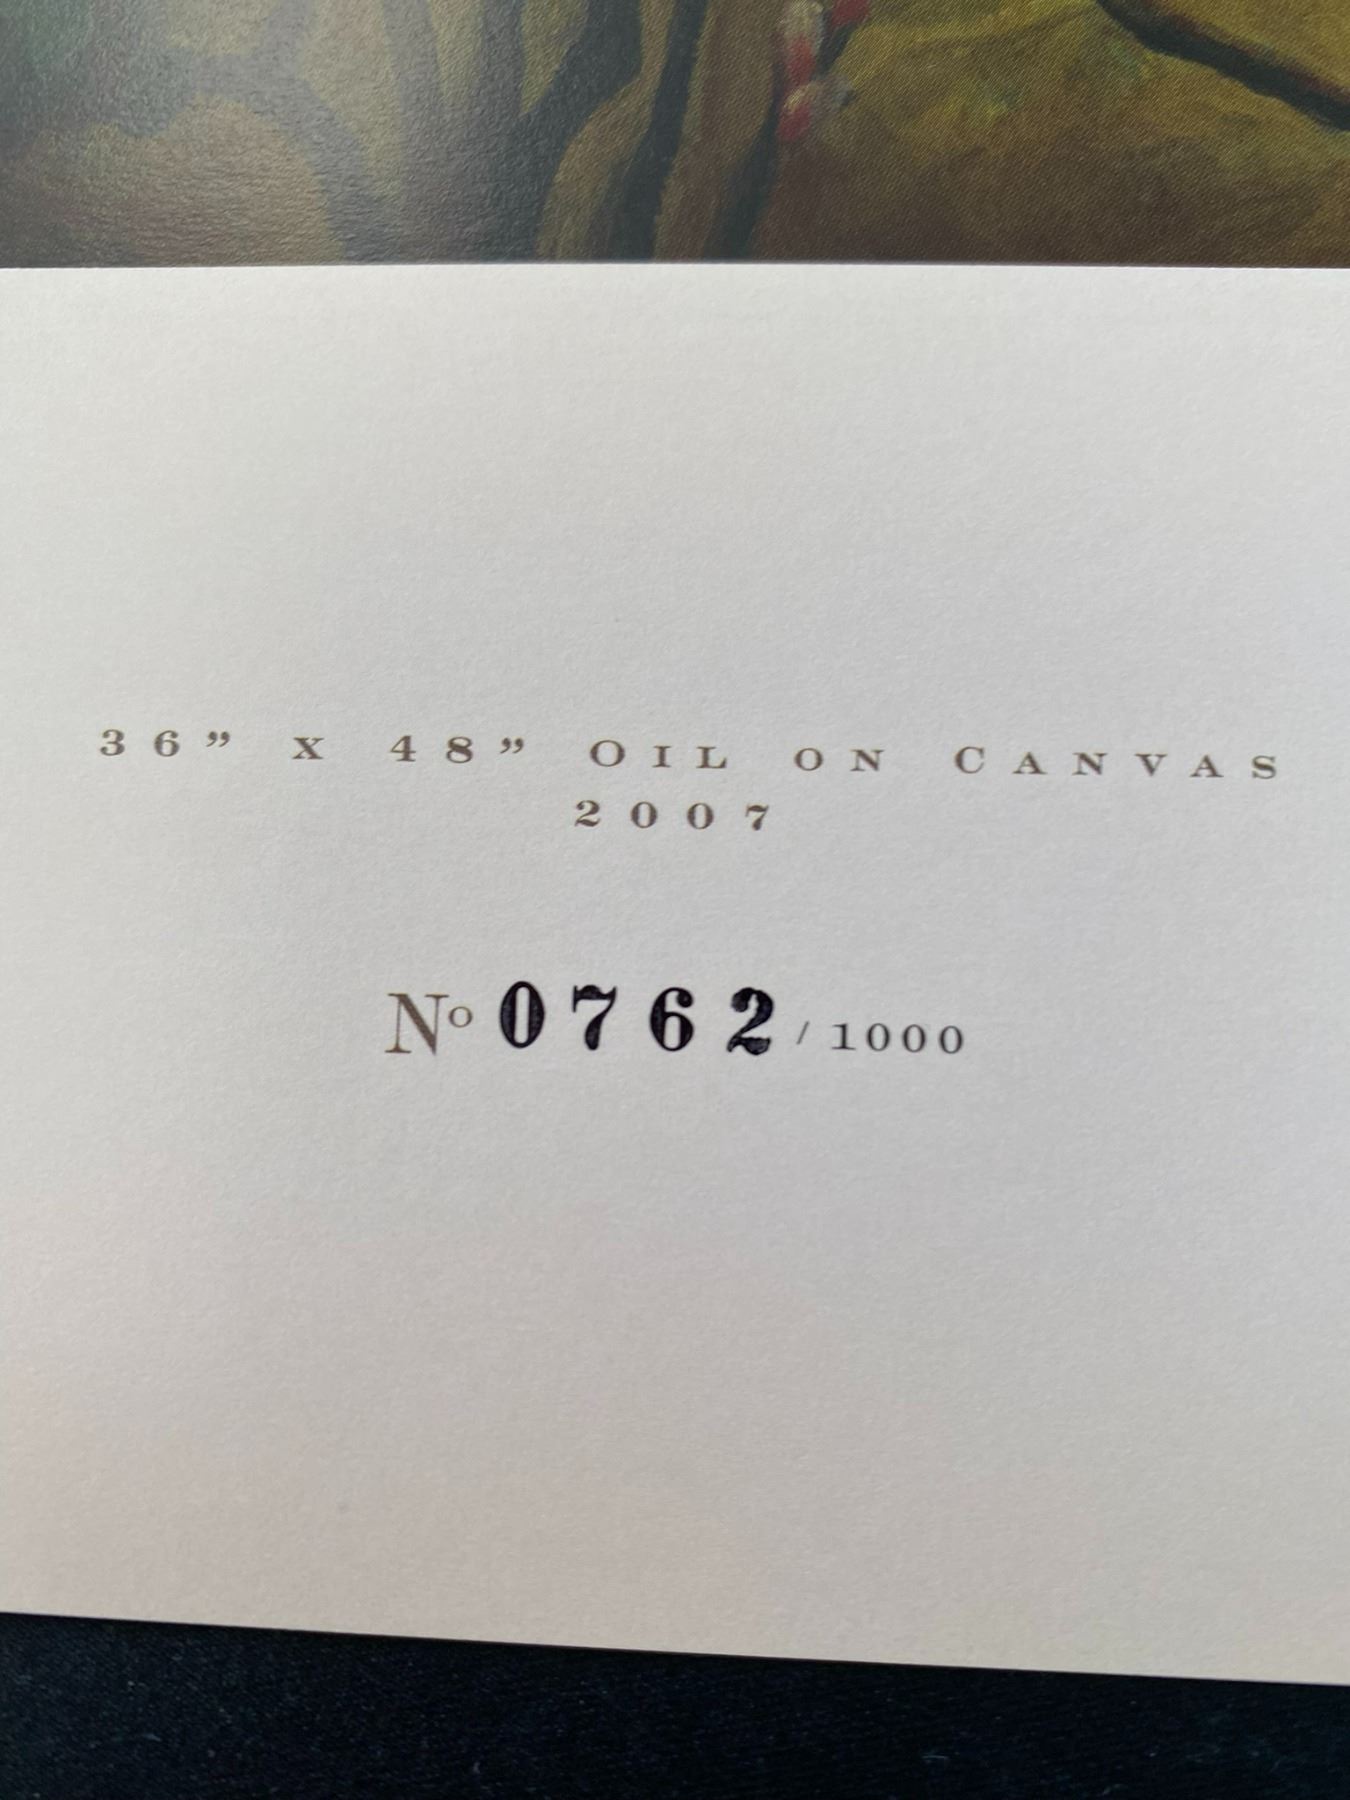 36” X 48” OIL ON CANVAS
2007
Nº 0762 / 1000